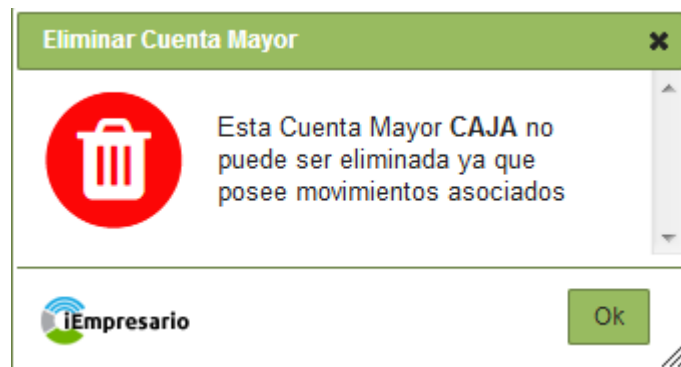 Eliminar Cuenta Mayor
Esta Cuenta Mayor CAJA no
puede ser eliminada ya que
posee movimientos asociados
iEmpresario
Ok